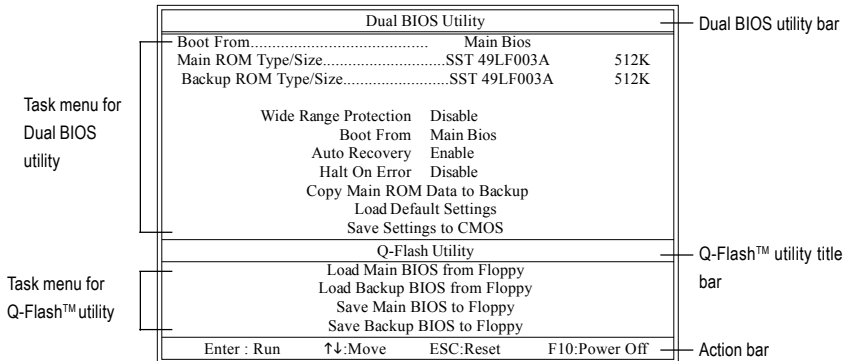 Dual BIOS Utility
Dual BIOS utility bar
Boot From........................................ Main Bios
Main ROM Type/Size..............................SST 49LF003A 512K
Backup ROM Type/Size..........................SST 49LF003A 512K
Task menu for
Dual BIOS
utility
Wide Range Protection Disable
Boot From Main Bios
Auto Recovery Enable
Halt On Error Disable
Copy Main ROM Data to Backup
Load Default Settings
Save Settings to CMOS
Q-Flash Utility
Q-Flash™ utility title
bar
Task menu for
Q-Flash™ utility
Load Main BIOS from Floppy
Load Backup BIOS from Floppy
Save Main BIOS to Floppy
Save Backup BIOS to Floppy
Enter : Run ↑↓:Move ESC:Reset F10:Power Off
Action bar